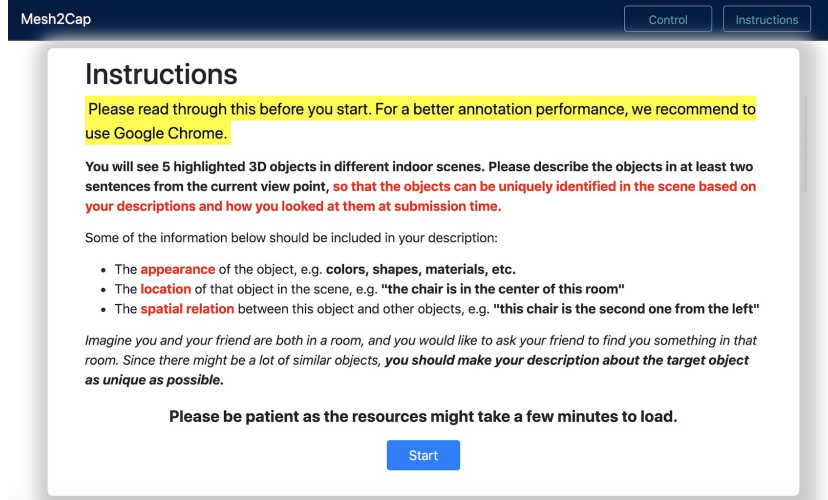 Mesh2Cap
Control
Instructions
Instructions
Please read through this before you start. For a better annotation performance, we recommend to
use Google Chrome.
You will see 5 highlighted 3D objects in different indoor scenes. Please describe the objects in at least two
sentences from the current view point, so that the objects can be uniquely identified in the scene based on
your descriptions and how you looked at them at submission time.
Some of the information below should be included in your description:
• The appearance of the object, e.g. colors, shapes, materials, etc.
• The location of that object in the scene, e.g. "the chair is in the center of this room"
• The spatial relation between this object and other objects, e.g. "this chair is the second one from the left"
Imagine you and your friend are both in a room, and you would like to ask your friend to find you something in that
room. Since there might be a lot of similar objects, you should make your description about the target object
as unique as possible.
Please be patient as the resources might take a few minutes to load.
Start